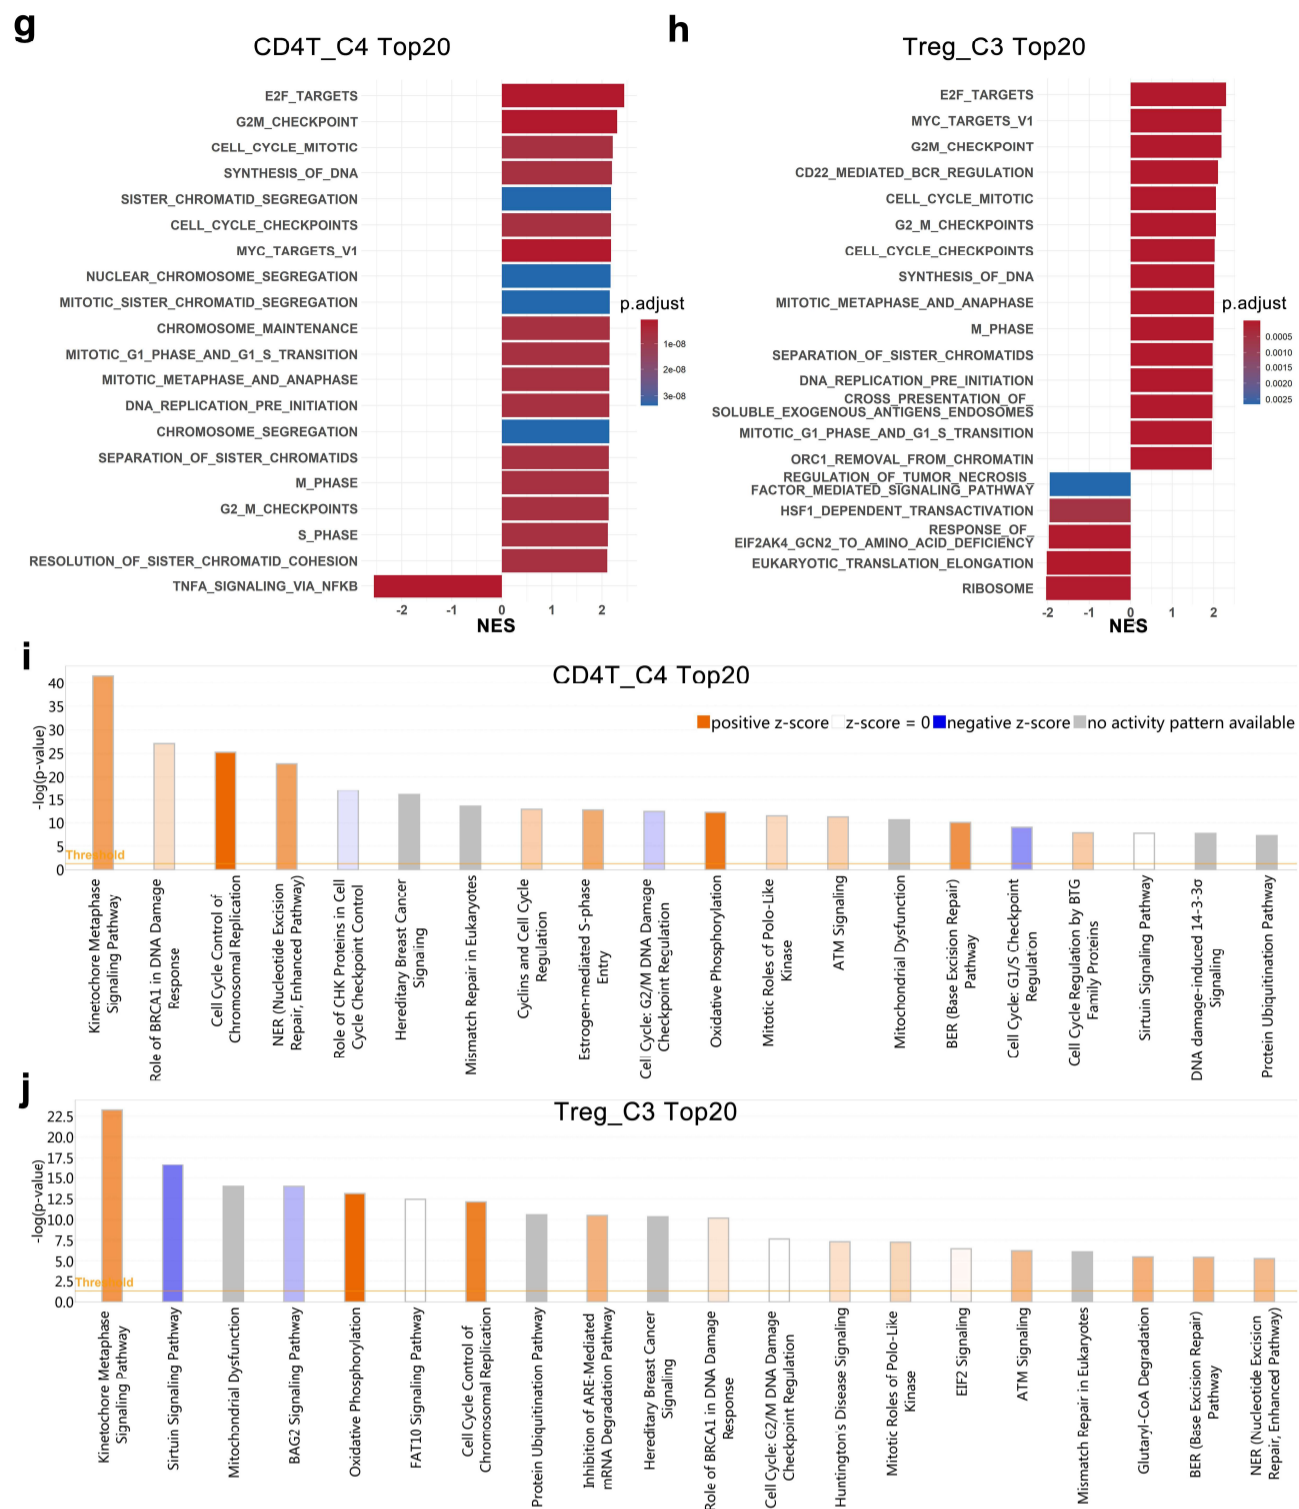 g
CD4T_C4 Top20
E2F_TARGETS
G2M_CHECKPOINT
CELL_CYCLE_MITOTIC
SYNTHESIS_OF_DNA
SISTER_CHROMATID_SEGREGATION
CELL_CYCLE_CHECKPOINTS
MYC_TARGETS_V1
NUCLEAR_CHROMOSOME_SEGREGATION
MITOTIC_SISTER_CHROMATID_SEGREGATION
CHROMOSOME_MAINTENANCE
MITOTIC_G1_PHASE_AND_G1_S_TRANSITION
MITOTIC_METAPHASE_AND_ANAPHASE
DNA_REPLICATION_PRE_INITIATION
CHROMOSOME_SEGREGATION
SEPARATION_OF_SISTER_CHROMATIDS
M_PHASE
G2_M_CHECKPOINTS
S_PHASE
RESOLUTION_OF_SISTER_CHROMATID_COHESION
TNFA_SIGNALING_VIA_NFKB
-2 -1 0 1 2
NES
p.adjust
1e-08
2e-08
3e-08
h
Treg_C3 Top20
E2F_TARGETS
MYC_TARGETS_V1
G2M_CHECKPOINT
CD22_MEDIATED_BCR_REGULATION
CELL_CYCLE_MITOTIC
G2_M_CHECKPOINTS
CELL_CYCLE_CHECKPOINTS
SYNTHESIS_OF_DNA
MITOTIC_METAPHASE_AND_ANAPHASE
M_PHASE
SEPARATION_OF_SISTER_CHROMATIDS
DNA_REPLICATION_PRE_INITIATION
CROSS_PRESENTATION_OF_
SOLUBLE_EXOGENOUS_ANTIGENS_ENDOSOMES
MITOTIC_G1_PHASE_AND_G1_S_TRANSITION
ORC1_REMOVAL_FROM_CHROMATIN
REGULATION_OF_TUMOR_NECROSIS_
FACTOR_MEDIATED_SIGNALING_PATHWAY
HSF1_DEPENDENT_TRANSACTIVATION
RESPONSE_OF_
EIF2AK4_GCN2_TO_AMINO_ACID_DEFICIENCY
EUKARYOTIC_TRANSLATION_ELONGATION
RIBOSOME
-2 -1 0 1 2
NES
p.adjust
0.0005
0.0010
0.0015
0.0020
0.0025
i
CD4T_C4 Top20
positive z-score z-score = 0 negative z-score no activity pattern available
-log(p-value)
40
35
30
25
20
15
10
5
0
Threshold
Kinetochore Metaphase
Signaling Pathway
Role of BRCA1 in DNA Damage
Response
Cell Cycle Control of
Chromosomal Replication
NER (Nucleotide Excision
Repair, Enhanced Pathway)
Role of CHK Proteins in Cell
Cycle Checkpoint Control
Hereditary Breast Cancer
Signaling
Mismatch Repair in Eukaryotes
Cyclins and Cell Cycle
Regulation
Estrogen-mediated S-phase
Entry
Cell Cycle: G2/M DNA Damage
Checkpoint Regulation
Oxidative Phosphorylation
Mitotic Roles of Polo-Like
Kinase
ATM Signaling
Mitochondrial Dysfunction
BER (Base Excision Repair)
Pathway
Cell Cycle: G1/S Checkpoint
Regulation
Cell Cycle Regulation by BTG
Family Proteins
Sirtuin Signaling Pathway
DNA damage-induced 14-3-3σ
Signaling
Protein Ubiquitination Pathway
j
Treg_C3 Top20
-log(p-value)
22.5
20.0
17.5
15.0
12.5
10.0
7.5
5.0
2.5
0.0
Threshold
Kinetochore Metaphase
Signaling Pathway
Sirtuin Signaling Pathway
Mitochondrial Dysfunction
BAG2 Signaling Pathway
Oxidative Phosphorylation
FAT10 Signaling Pathway
Cell Cycle Control of
Chromosomal Replication
Protein Ubiquitination Pathway
Inhibition of ARE-Mediated
mRNA Degradation Pathway
Hereditary Breast Cancer
Signaling
Role of BRCA1 in DNA Damage
Response
Cell Cycle: G2/M DNA Damage
Checkpoint Regulation
Huntington's Disease Signaling
Mitotic Roles of Polo-Like
Kinase
EIF2 Signaling
ATM Signaling
Mismatch Repair in Eukaryotes
Glutaryl-CoA Degradation
BER (Base Excision Repair)
Pathway
NER (Nucleotide Excision
Repair, Enhanced Pathway)